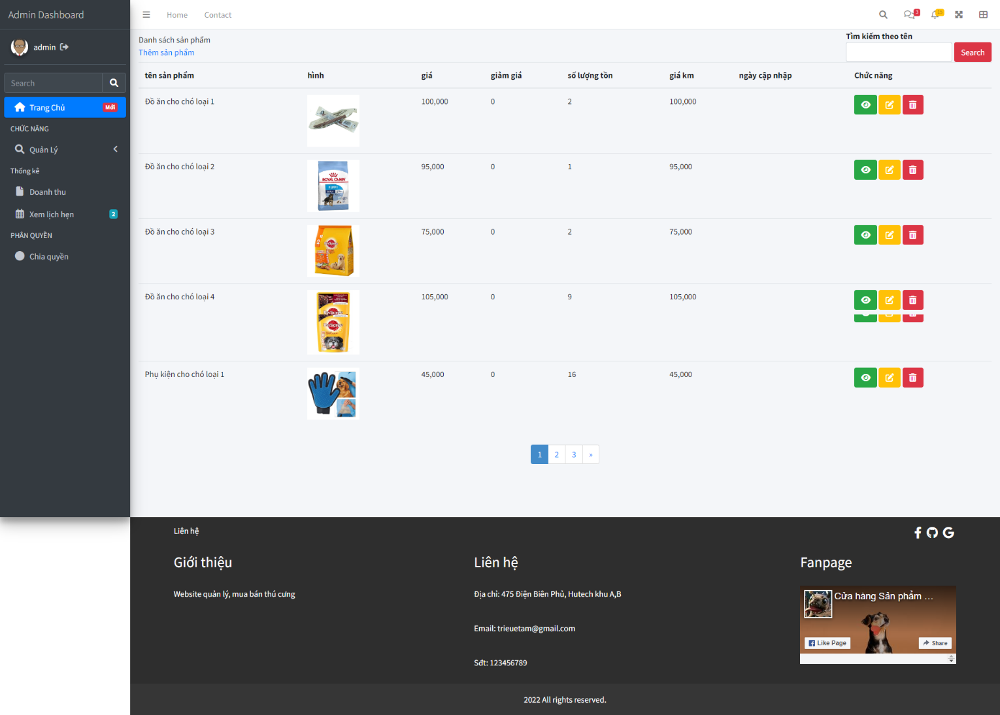 Admin Dashboard
Home
Contact
3
15
admin
Search
Trang Chủ
Mới
CHỨC NĂNG
Quản Lý
Thống kê
Doanh thu
Xem lịch hẹn
2
PHÂN QUYỀN
Chia quyền
Danh sách sản phẩm
Thêm sản phẩm
Tìm kiếm theo tên
Search
tên sản phẩm
hình
giá
giảm giá
số lượng tồn
giá km
ngày cập nhập
Chức năng
Đồ ăn cho chó loại 1
100,000
0
2
100,000
Đồ ăn cho chó loại 2
ROYAL CANIN
PUPPY
95,000
0
1
95,000
Đồ ăn cho chó loại 3
Pedigree
75,000
0
2
75,000
Đồ ăn cho chó loại 4
Pedigree
Pedigree
105,000
0
9
105,000
Phụ kiện cho chó loại 1
45,000
0
16
45,000
1
2
3
»
Liên hệ
Giới thiệu
Website quản lý, mua bán thú cưng
Liên hệ
Địa chỉ: 475 Điện Biên Phủ, Hutech khu A,B
Email: trieuetam@gmail.com
Sđt: 123456789
Fanpage
Cửa hàng Sản phẩm ...
Like Page
Share
2022 All rights reserved.